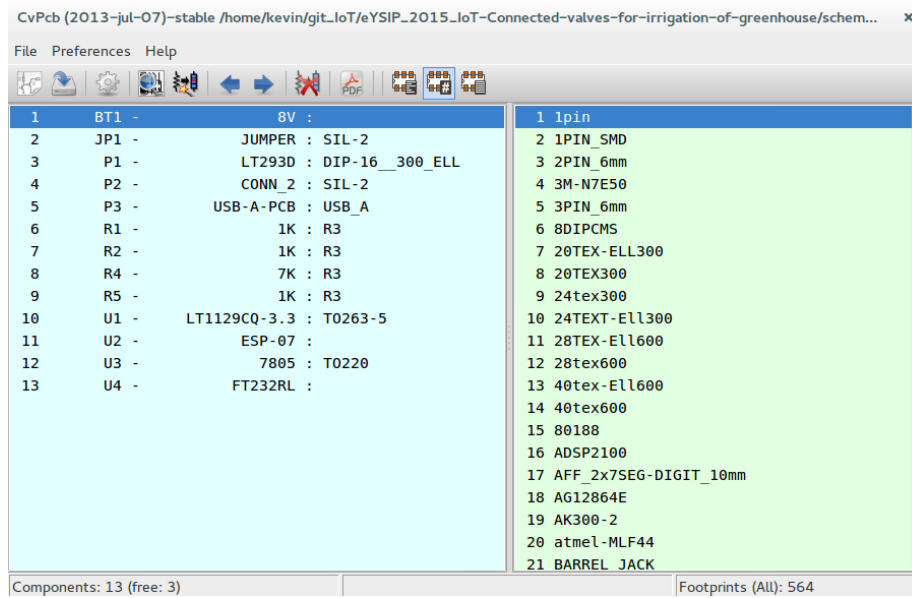 CvPcb (2013-jul-07)-stable /home/kevin/git_IoT/eYSIP_2015_IoT-Connected-valves-for-irrigation-of-greenhouse/schem... ×
File Preferences Help
PDF
1 BT1 - 8V :
2 JP1 - JUMPER : SIL-2
3 P1 - LT293D : DIP-16__300_ELL
4 P2 - CONN_2 : SIL-2
5 P3 - USB-A-PCB : USB_A
6 R1 - 1K : R3
7 R2 - 1K : R3
8 R4 - 7K : R3
9 R5 - 1K : R3
10 U1 - LT1129CQ-3.3 : TO263-5
11 U2 - ESP-07 :
12 U3 - 7805 : TO220
13 U4 - FT232RL :
1 1pin
2 1PIN_SMD
3 2PIN_6mm
4 3M-N7E50
5 3PIN_6mm
6 8DIPCMS
7 20TEX-ELL300
8 20TEX300
9 24tex300
10 24TEXT-Ell300
11 28TEX-Ell600
12 28tex600
13 40tex-Ell600
14 40tex600
15 80188
16 ADSP2100
17 AFF_2x7SEG-DIGIT_10mm
18 AG12864E
19 AK300-2
20 atmel-MLF44
21 BARREL JACK
Components: 13 (free: 3)
Footprints (All): 564